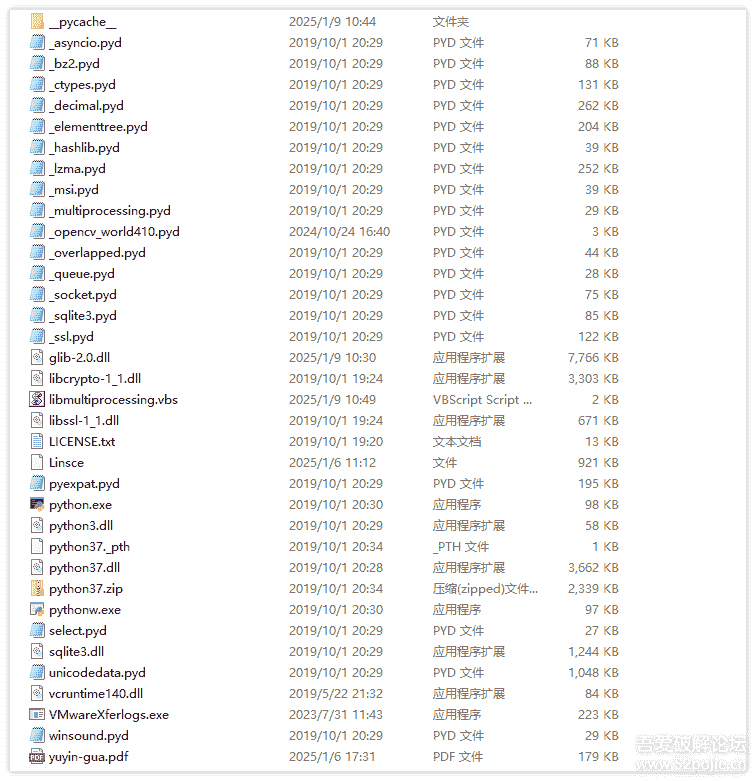 __pycache__ 2025/1/9 10:44 文件夹
_asyncio.pyd 2019/10/1 20:29 PYD 文件 71 KB
_bz2.pyd 2019/10/1 20:29 PYD 文件 88 KB
_ctypes.pyd 2019/10/1 20:29 PYD 文件 131 KB
_decimal.pyd 2019/10/1 20:29 PYD 文件 262 KB
_elementtree.pyd 2019/10/1 20:29 PYD 文件 204 KB
_hashlib.pyd 2019/10/1 20:29 PYD 文件 39 KB
_lzma.pyd 2019/10/1 20:29 PYD 文件 252 KB
_msi.pyd 2019/10/1 20:29 PYD 文件 39 KB
_multiprocessing.pyd 2019/10/1 20:29 PYD 文件 29 KB
_opencv_world410.pyd 2024/10/24 16:40 PYD 文件 3 KB
_overlapped.pyd 2019/10/1 20:29 PYD 文件 44 KB
_queue.pyd 2019/10/1 20:29 PYD 文件 28 KB
_socket.pyd 2019/10/1 20:29 PYD 文件 75 KB
_sqlite3.pyd 2019/10/1 20:29 PYD 文件 85 KB
_ssl.pyd 2019/10/1 20:29 PYD 文件 122 KB
glib-2.0.dll 2025/1/9 10:30 应用程序扩展 7,766 KB
libcrypto-1_1.dll 2019/10/1 19:24 应用程序扩展 3,303 KB
libmultiprocessing.vbs 2025/1/9 10:49 VBScript Script ... 2 KB
libssl-1_1.dll 2019/10/1 19:24 应用程序扩展 671 KB
LICENSE.txt 2019/10/1 19:20 文本文档 13 KB
Linsce 2025/1/6 11:12 文件 921 KB
pyexpat.pyd 2019/10/1 20:29 PYD 文件 195 KB
python.exe 2019/10/1 20:30 应用程序 98 KB
python3.dll 2019/10/1 20:29 应用程序扩展 58 KB
python37._pth 2019/10/1 20:34 _PTH 文件 1 KB
python37.dll 2019/10/1 20:28 应用程序扩展 3,662 KB
python37.zip 2019/10/1 20:34 压缩(zipped)文件... 2,339 KB
pythonw.exe 2019/10/1 20:30 应用程序 97 KB
select.pyd 2019/10/1 20:29 PYD 文件 27 KB
sqlite3.dll 2019/10/1 20:29 应用程序扩展 1,244 KB
unicodedata.pyd 2019/10/1 20:29 PYD 文件 1,048 KB
vcruntime140.dll 2019/5/22 21:32 应用程序扩展 84 KB
VMwareXferlogs.exe 2023/7/31 11:43 应用程序 223 KB
winsound.pyd 2019/10/1 20:29 PYD 文件 29 KB
yuyin-gua.pdf 2025/1/6 17:31 PDF 文件 179 KB
吾爱破解论坛
www.52pojie.cn